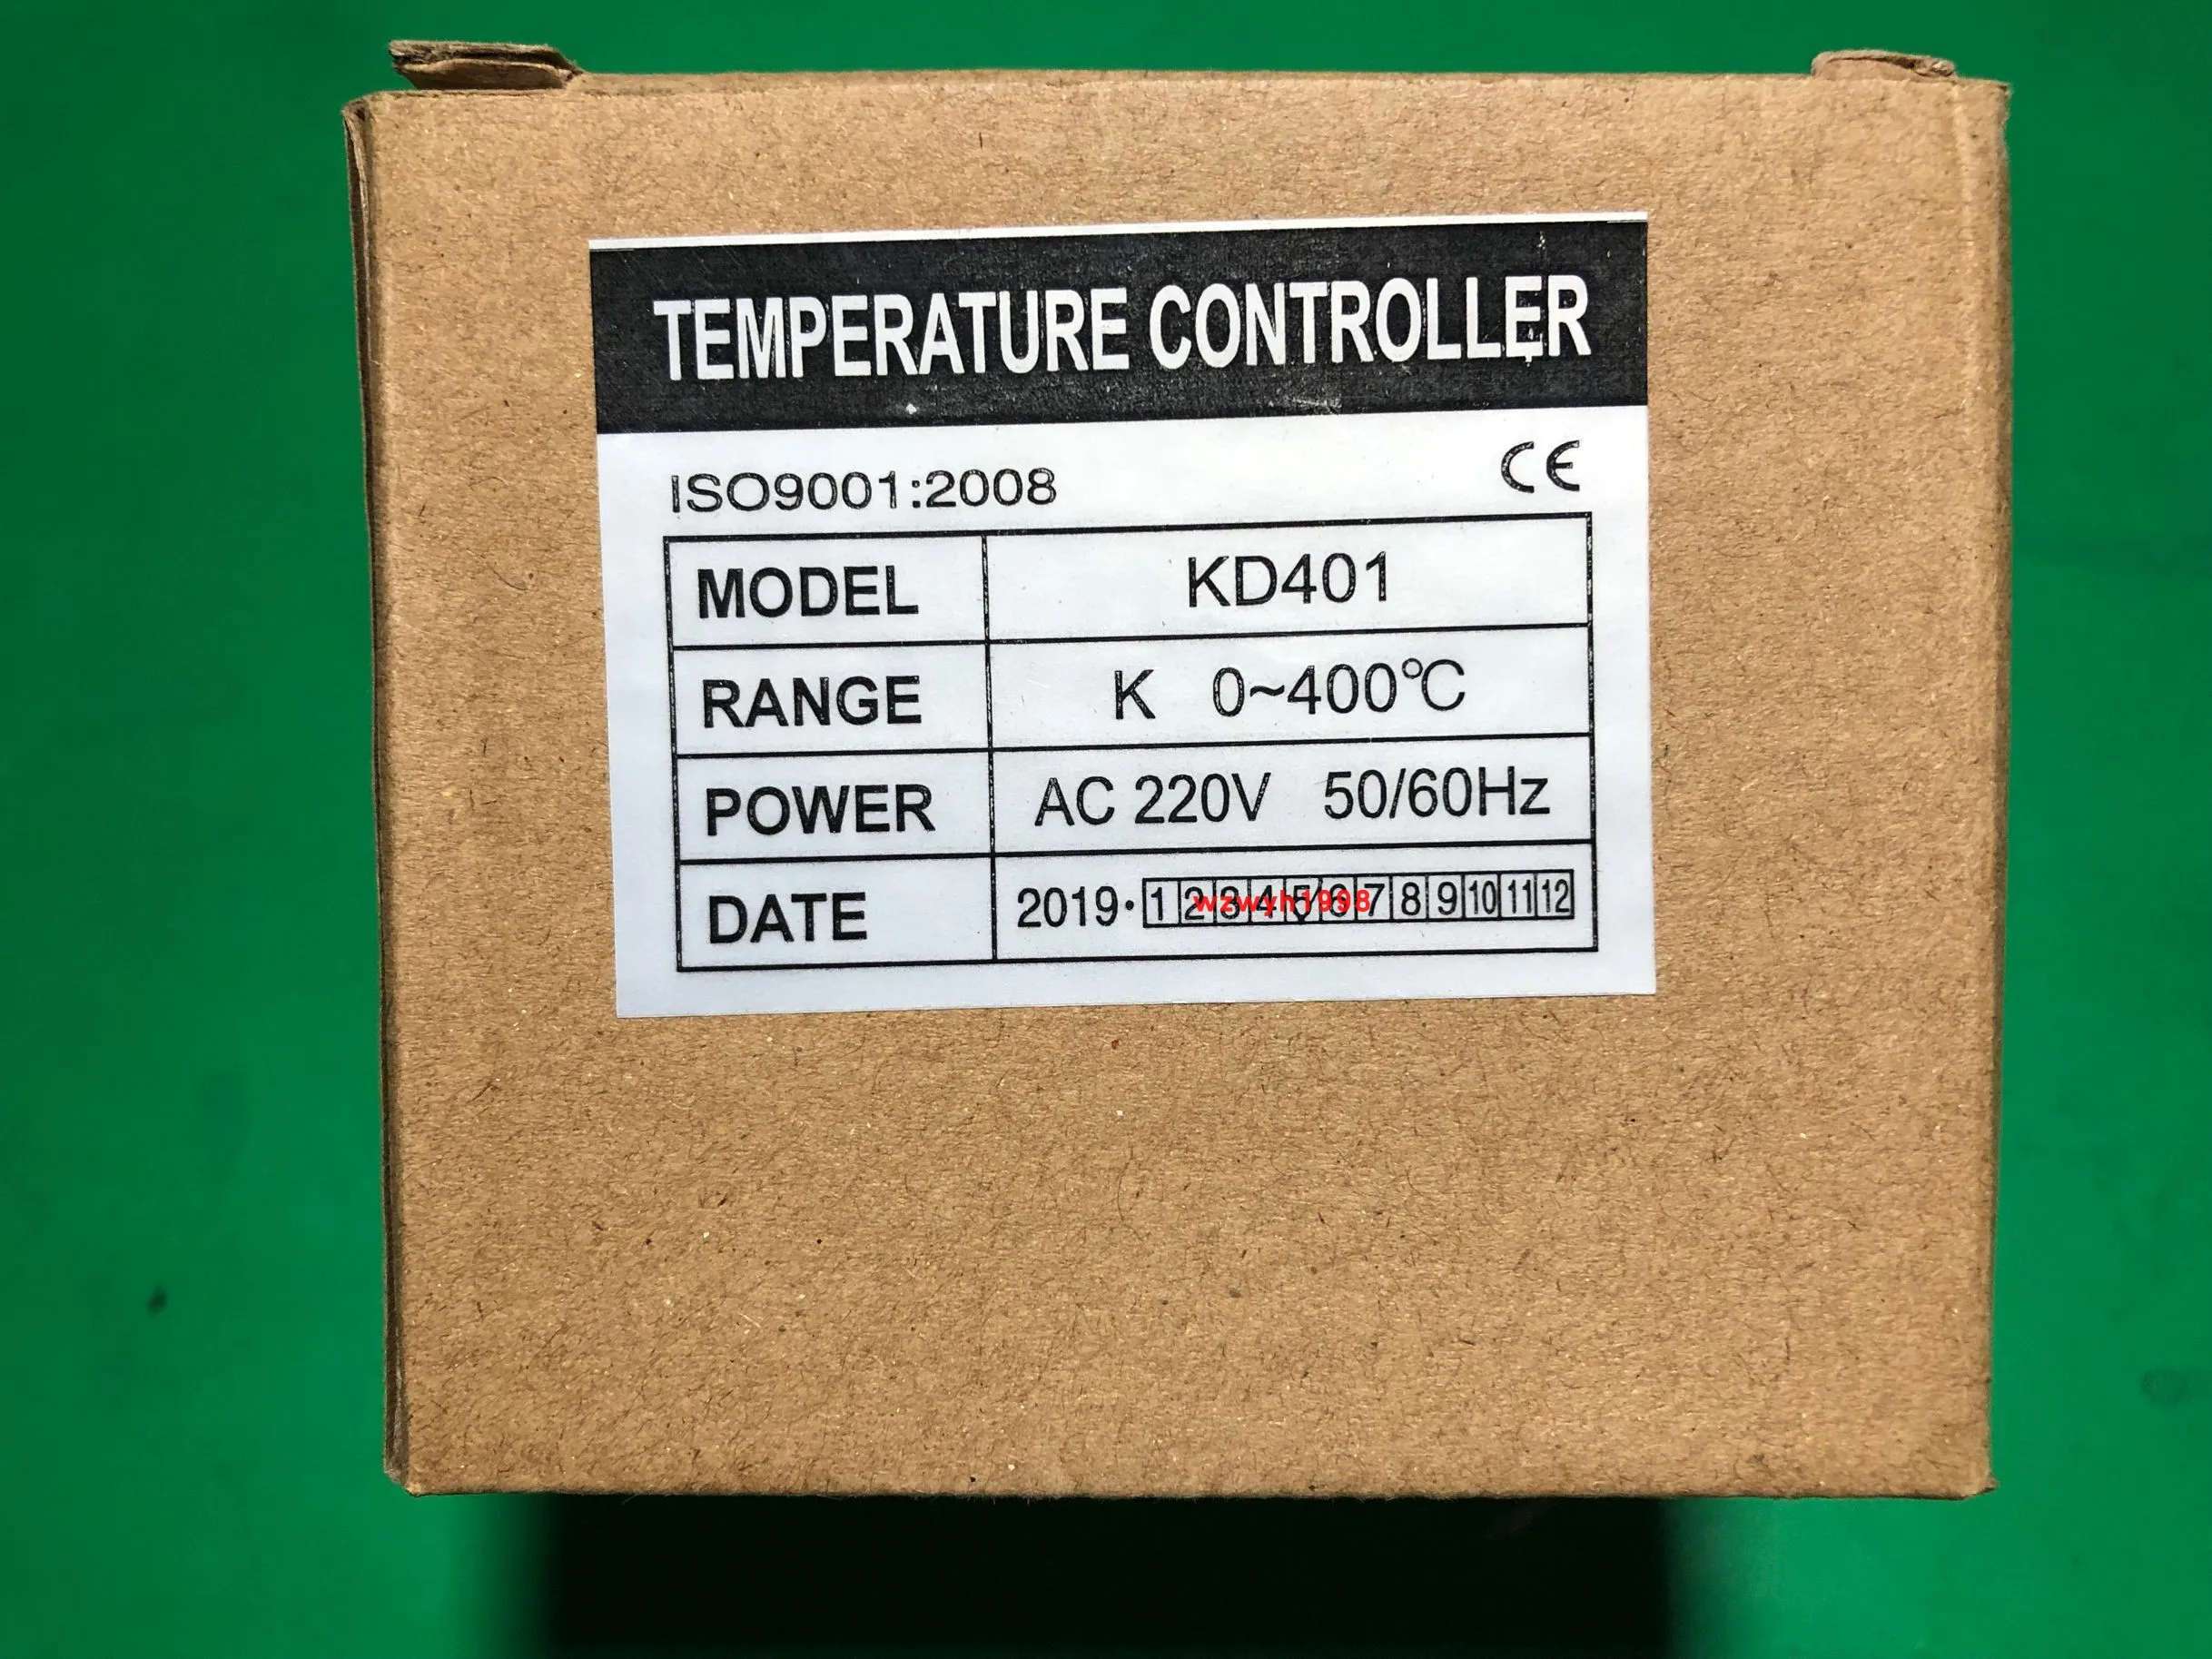 TEMPERATURE CONTROLLER
ISO9001:2008 CE
MODEL KD401
RANGE K 0~400℃
POWER AC 220V 50/60Hz
DATE 2019·1 2 3 4 5 6 7 8 9 10 11 12
wzwyh1998